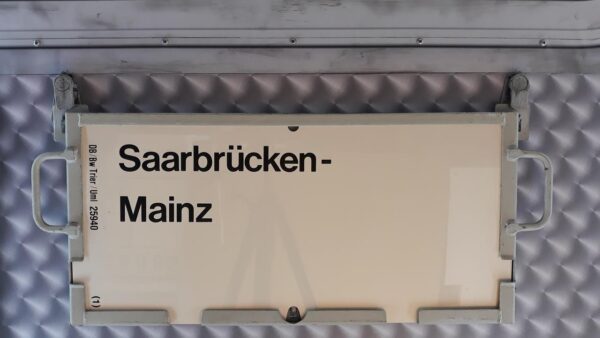 Saarbrücken-
Mainz
DB/Bw Trier/Uml 25940
(1)